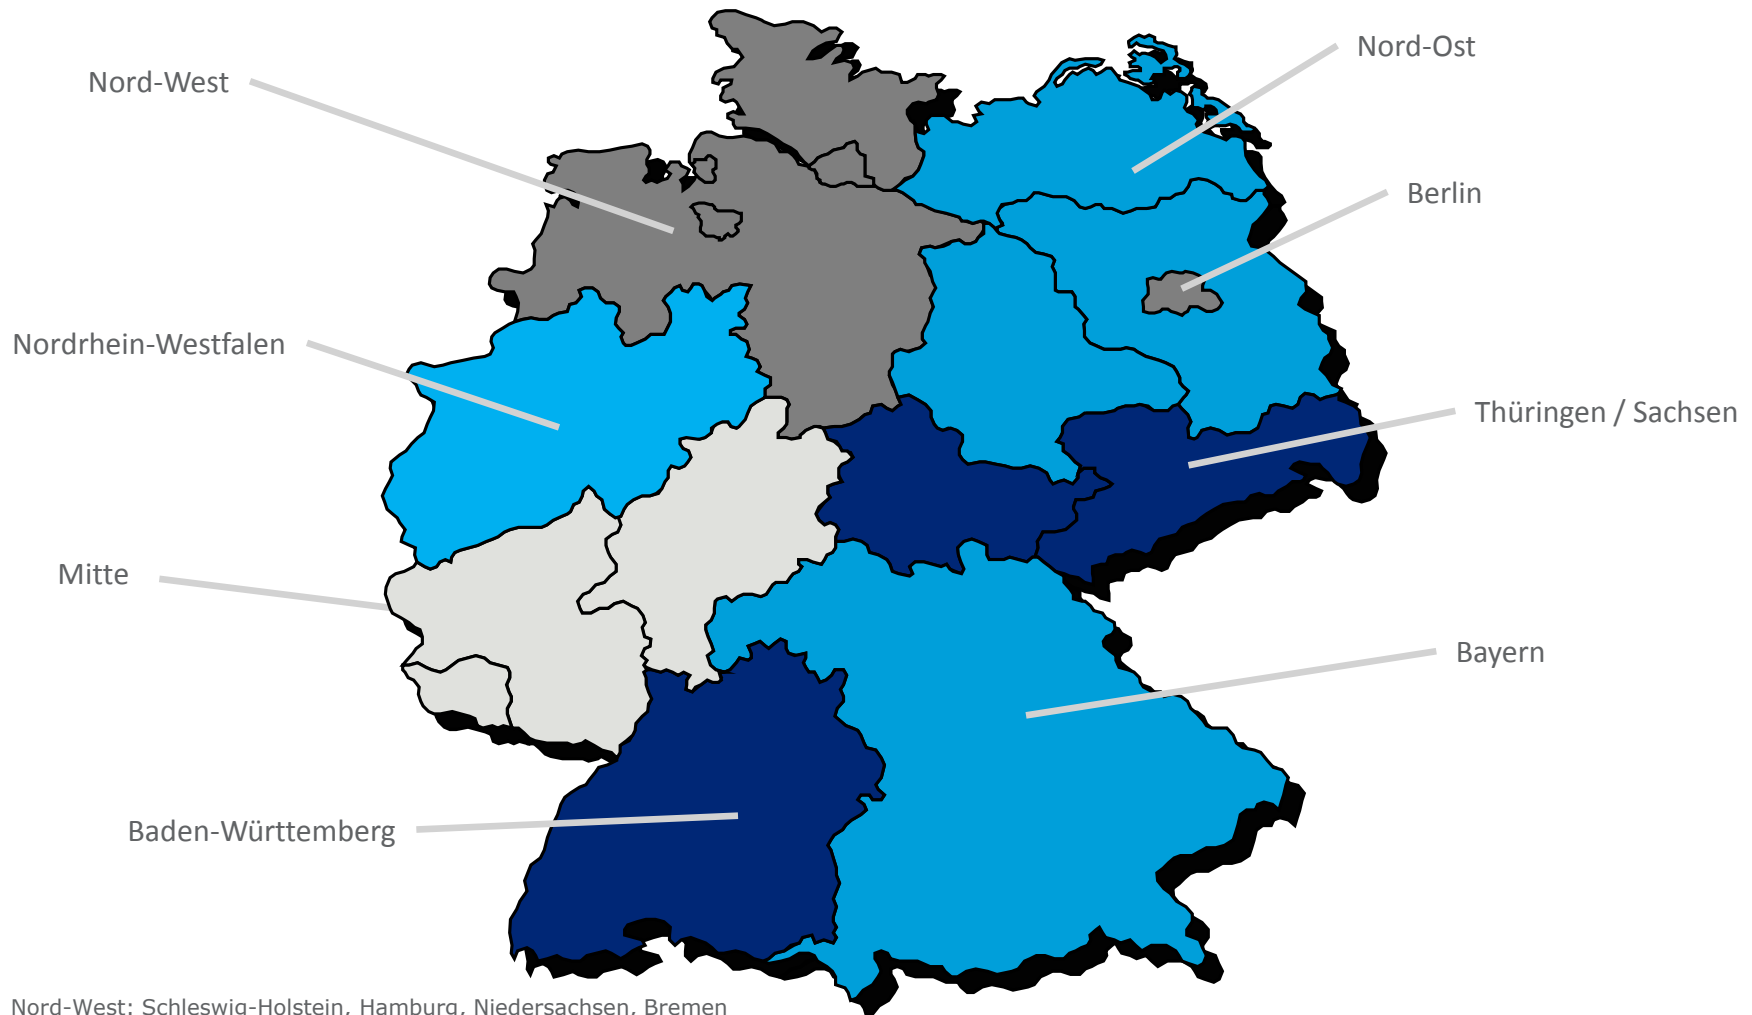 Nord-Ost
Nord-West
Berlin
Nordrhein-Westfalen
Thüringen / Sachsen
Mitte
Bayern
Baden-Württemberg
Nord-West: Schleswig-Holstein, Hamburg, Niedersachsen, Bremen